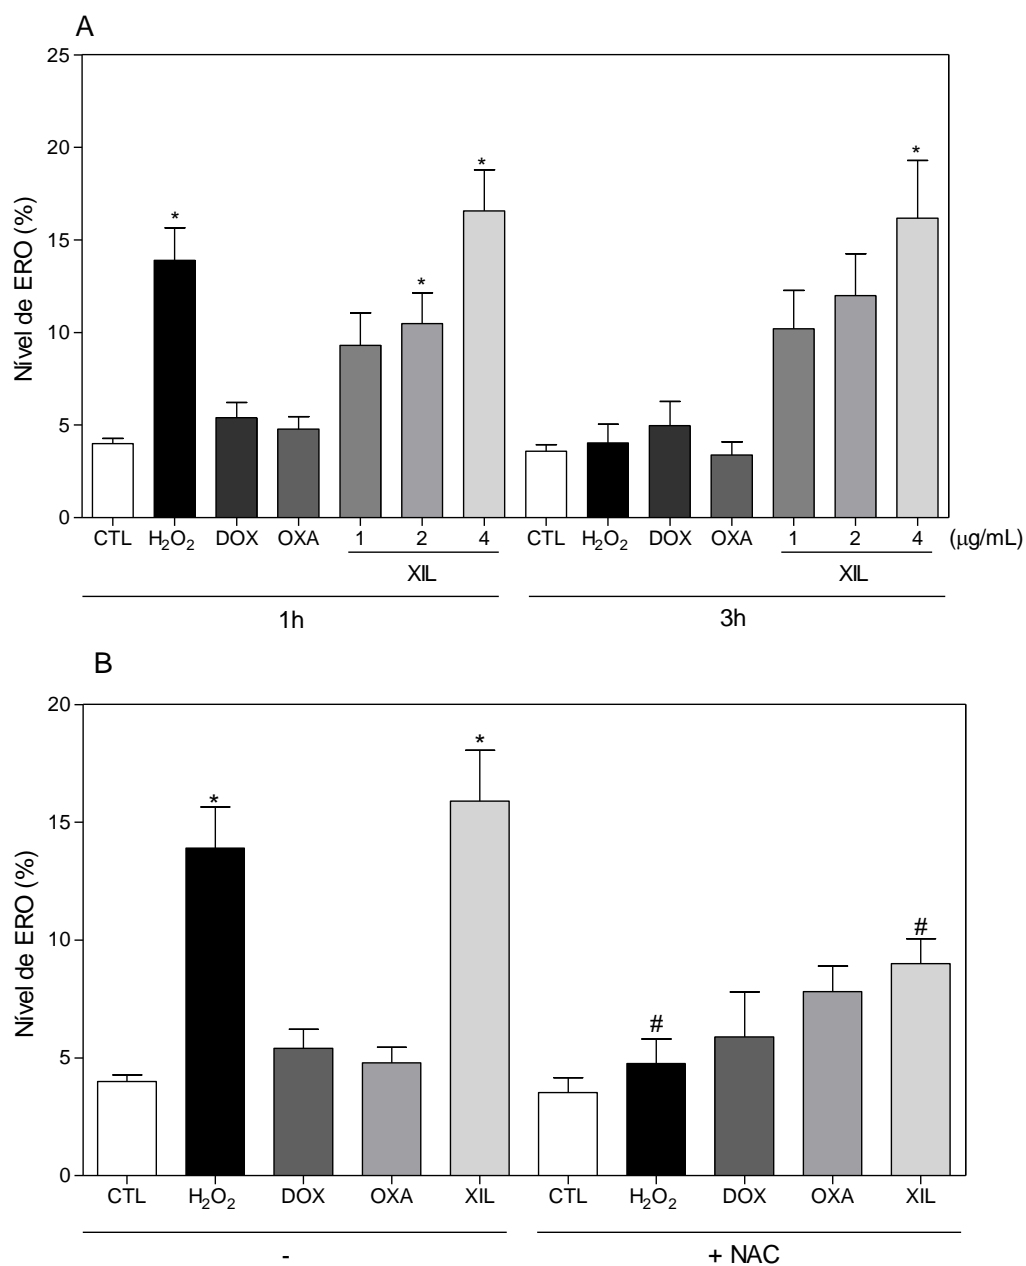 A
25
20
15
10
5
0
Nível de ERO (%)
* * * *
CTL H₂O₂ DOX OXA 1 2 4 CTL H₂O₂ DOX OXA 1 2 4 (μg/mL)
XIL XIL
1h 3h
B
20
15
10
5
0
Nível de ERO (%)
* * # #
CTL H₂O₂ DOX OXA XIL CTL H₂O₂ DOX OXA XIL
- + NAC